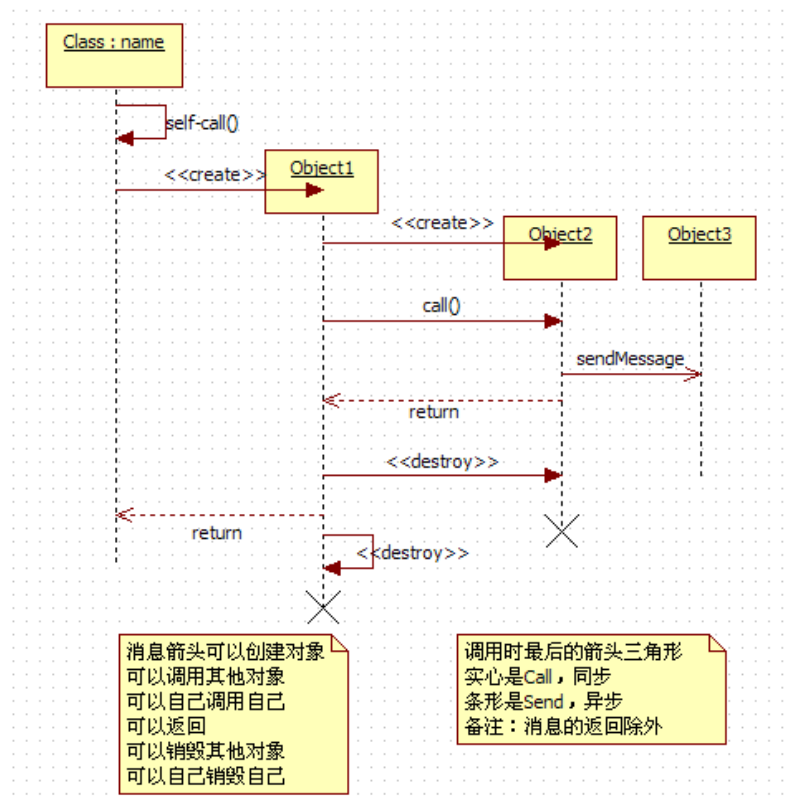 Class : name
self-call()
<<create>>
Object1
<<create>>
Object2
Object3
call()
sendMessage
return
<<destroy>>
return
<<destroy>>
消息箭头可以创建对象
可以调用其他对象
可以自己调用自己
可以返回
可以销毁其他对象
可以自己销毁自己
调用时最后的箭头三角形
实心是Call，同步
条形是Send，异步
备注：消息的返回除外